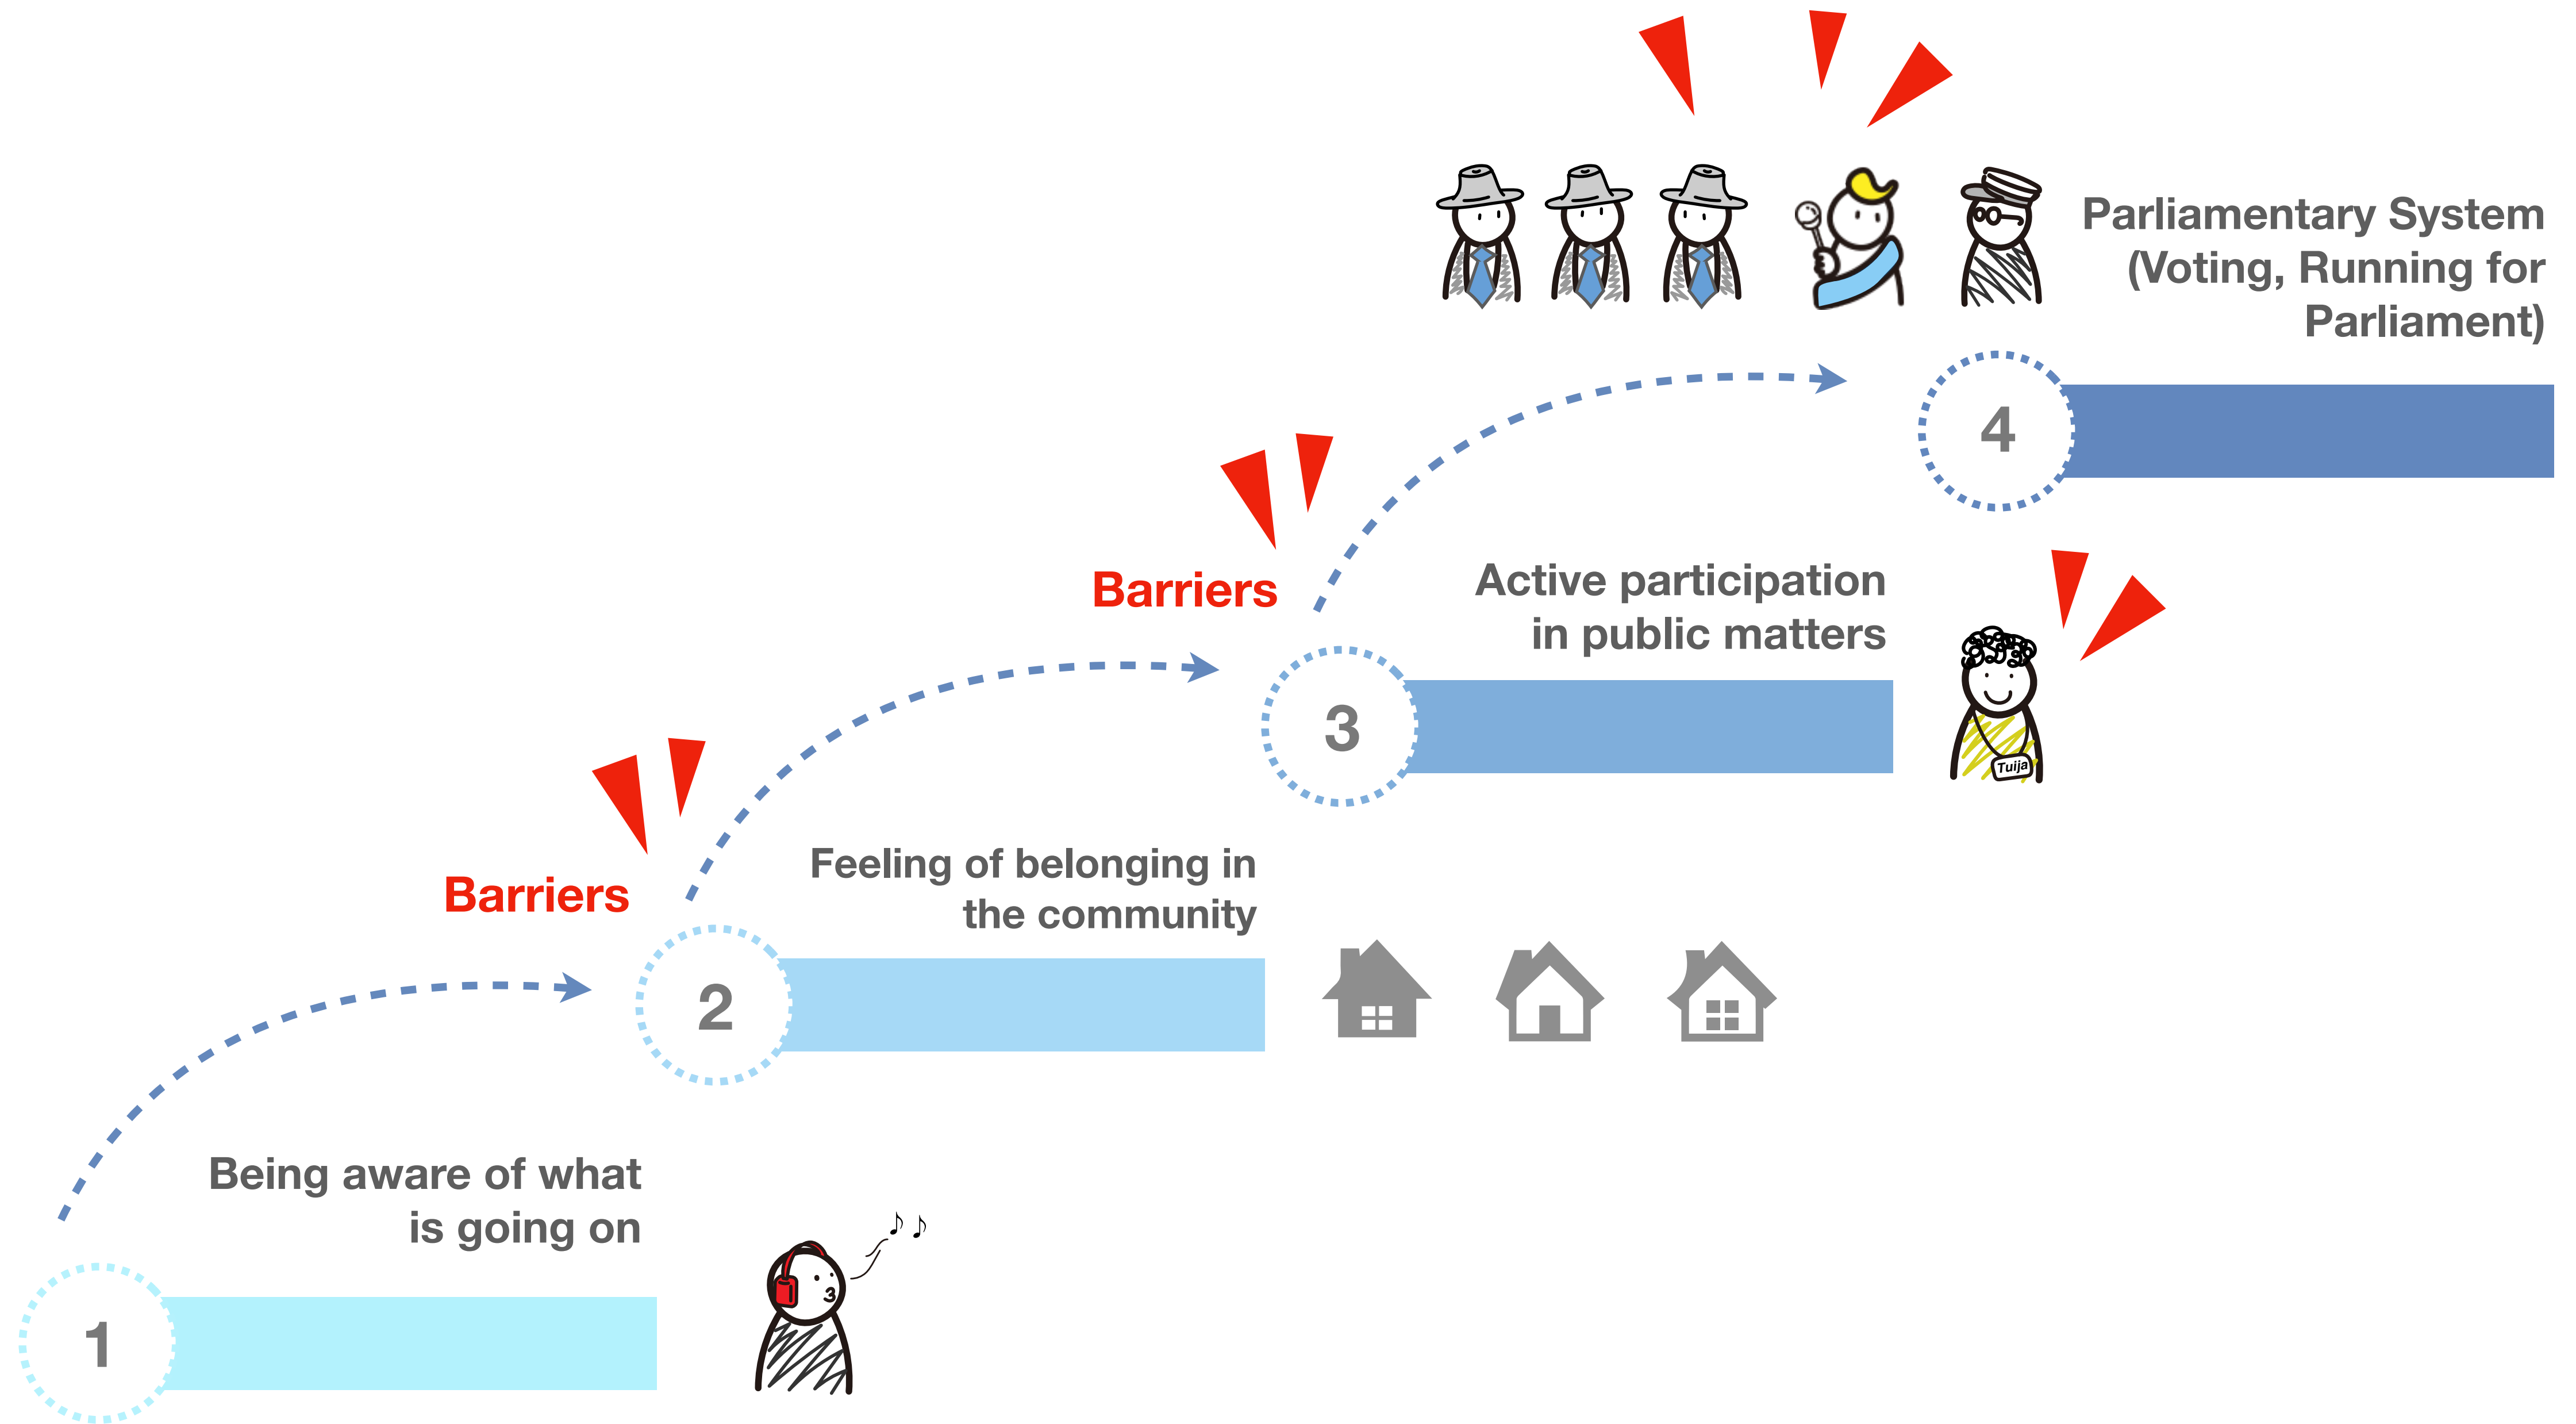 Parliamentary System
(Voting, Running for
Parliament)
4
Barriers
Active participation
in public matters
3
Tuija
Barriers
Feeling of belonging in
the community
2
Being aware of what
is going on
1